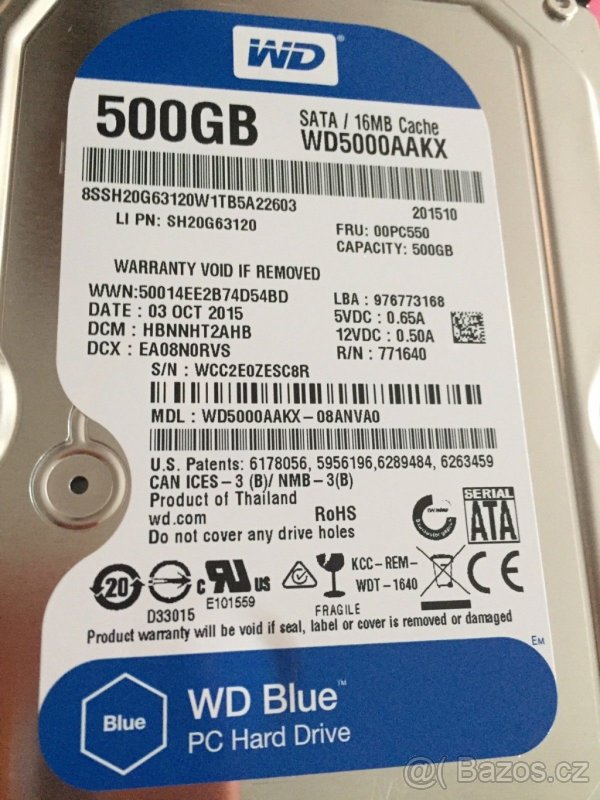 WD
500GB
SATA / 16MB Cache
WD5000AAKX
8SSH20G63120W1TB5A22603
201510
LI PN: SH20G63120
FRU: 00PC550
CAPACITY: 500GB
WARRANTY VOID IF REMOVED
WWN:50014EE2B74D54BD
LBA : 976773168
DATE : 03 OCT 2015
5VDC : 0.65A
DCM : HBNNHT2AHB
12VDC : 0.50A
DCX : EA08N0RVS
R/N : 771640
S/N : WCC2E0ZESC8R
MDL : WD5000AAKX-08ANVA0
U.S. Patents: 6178056, 5956196,6289484, 6263459
CAN ICES-3 (B)/ NMB-3(B)
Product of Thailand
wd.com
RoHS
Do not cover any drive holes
SERIAL
ATA
20
c UR us
KCC-REM-
WDT-1640
CE
D33015
E101559
FRAGILE
Product warranty will be void if seal, label or cover is removed or damaged
EM
Blue
WD Blue™
PC Hard Drive
@( Bazos.cz